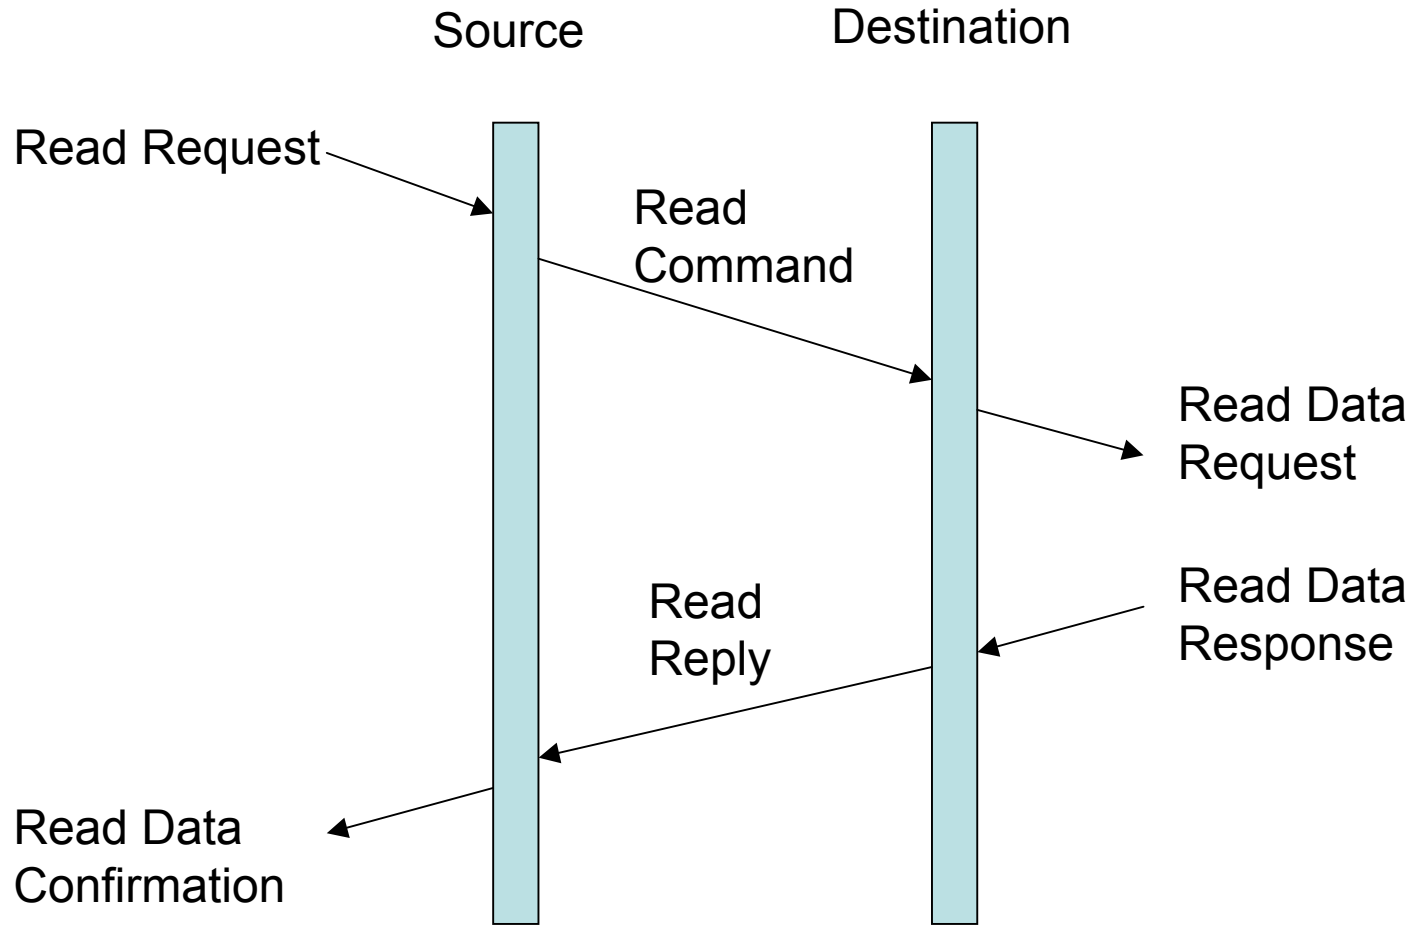 Source
Destination
Read Request
Read
Command
Read Data
Request
Read Data
Response
Read
Reply
Read Data
Confirmation